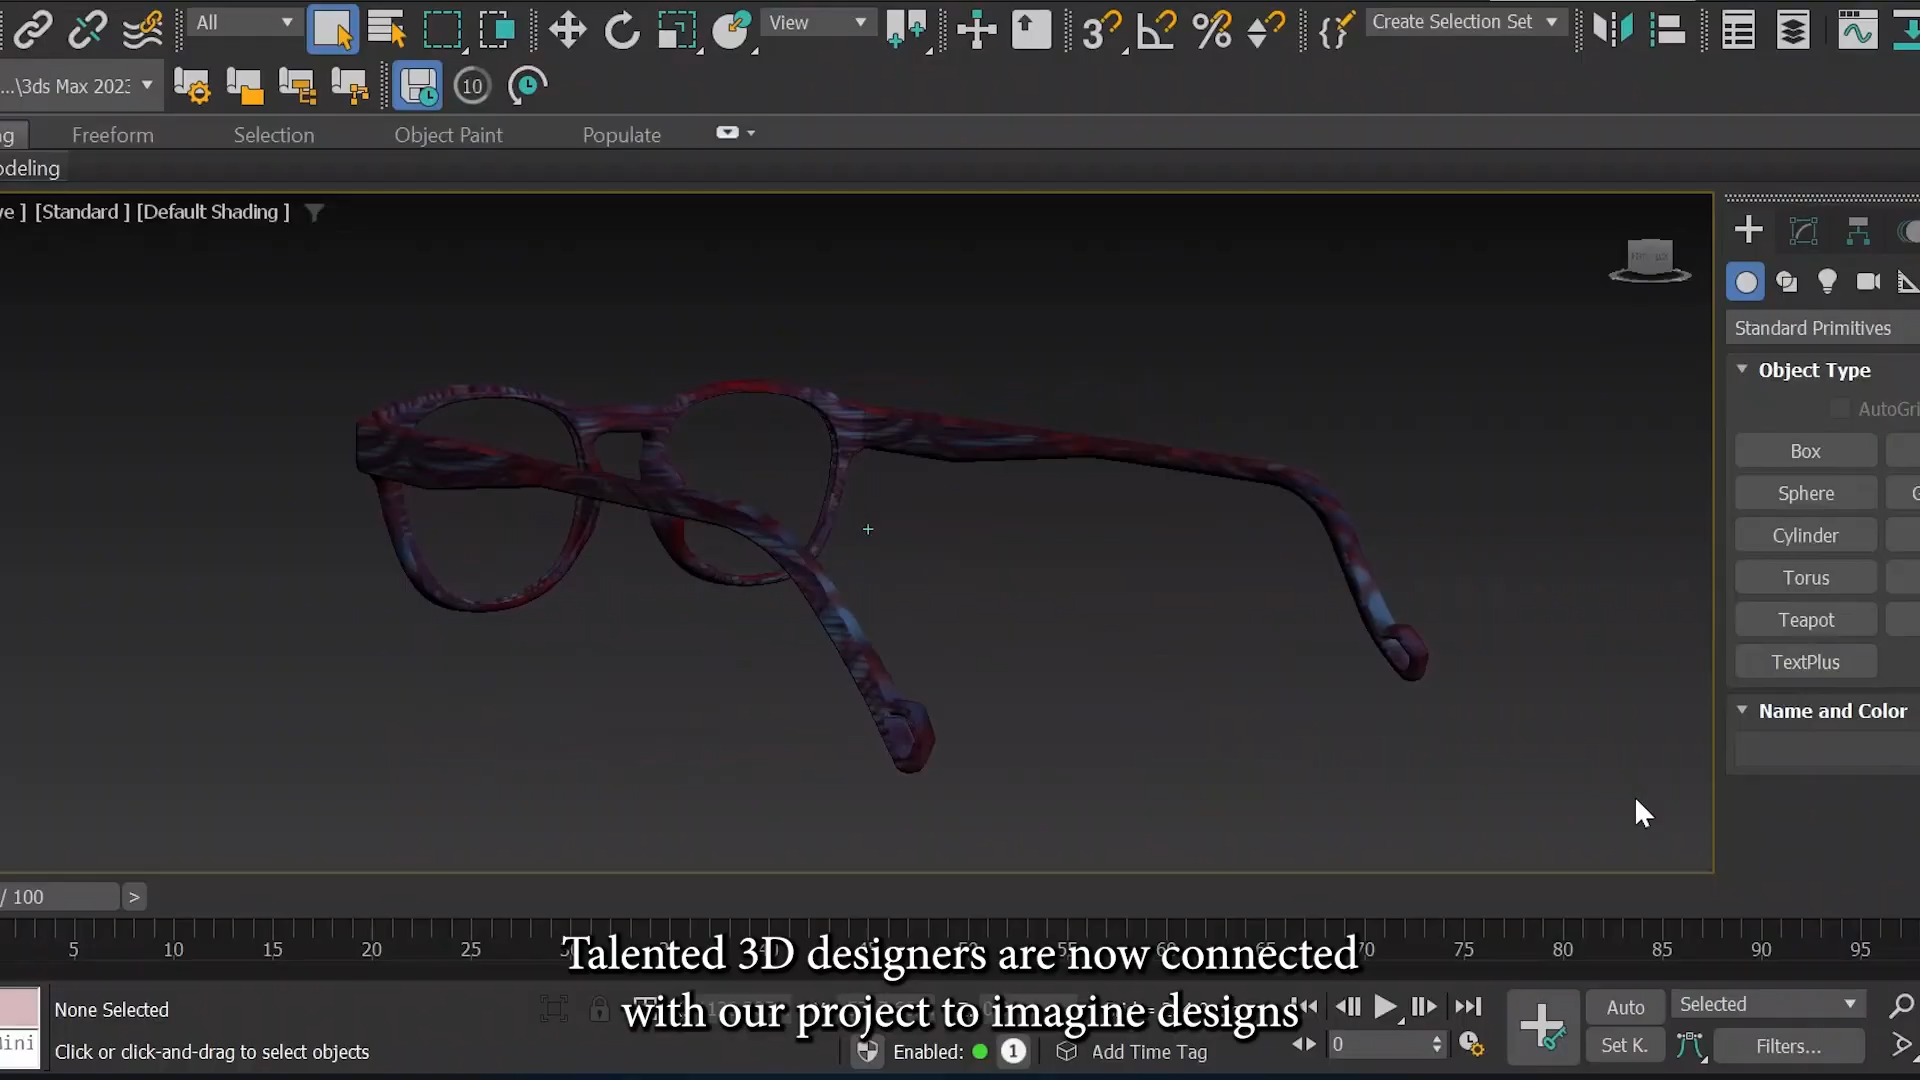 All
View
3
10
Create Selection Set
...\3ds Max 2023
Freeform
Selection
Object Paint
Populate
odeling
[Standard ] [Default Shading ]
Standard Primitives
Object Type
AutoGri
Box
Sphere
Cylinder
Torus
Teapot
TextPlus
Name and Color
/ 100
>
5 10 15 20 25 75 80 85 90 95
Talented 3D designers are now connected
with our project to imagine designs
None Selected
Click or click-and-drag to select objects
ini
Enabled:
1
Add Time Tag
0
Auto
Selected
Set K.
Filters...